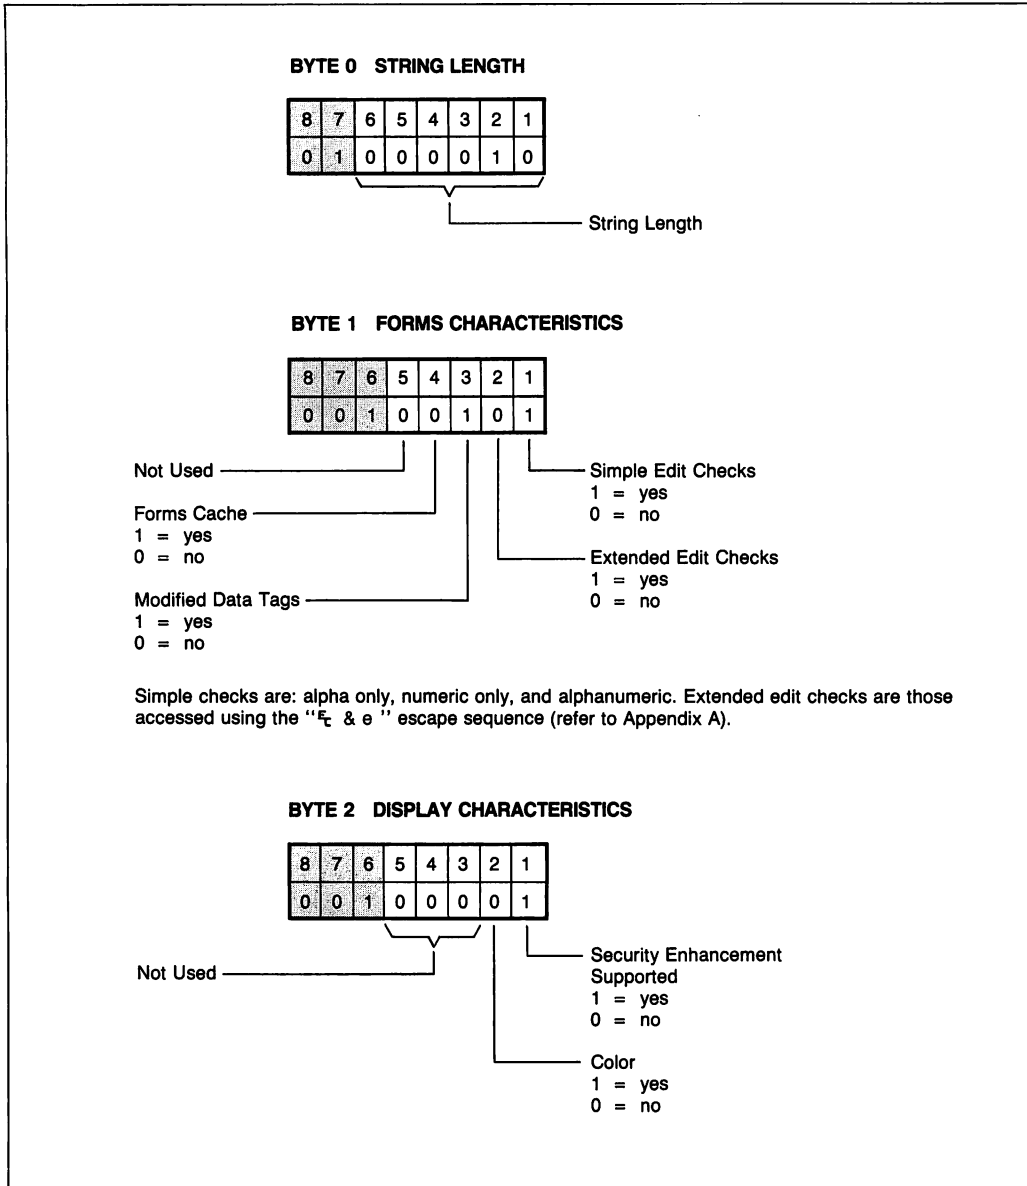 BYTE 0 STRING LENGTH
8 7 6 5 4 3 2 1
0 1 0 0 0 0 1 0
String Length
BYTE 1 FORMS CHARACTERISTICS
8 7 6 5 4 3 2 1
0 0 1 0 0 1 0 1
Not Used
Forms Cache
1 = yes
0 = no
Modified Data Tags
1 = yes
0 = no
Simple Edit Checks
1 = yes
0 = no
Extended Edit Checks
1 = yes
0 = no
Simple checks are: alpha only, numeric only, and alphanumeric. Extended edit checks are those
accessed using the "ᴱc & e " escape sequence (refer to Appendix A).
BYTE 2 DISPLAY CHARACTERISTICS
8 7 6 5 4 3 2 1
0 0 1 0 0 0 0 1
Not Used
Security Enhancement
Supported
1 = yes
0 = no
Color
1 = yes
0 = no